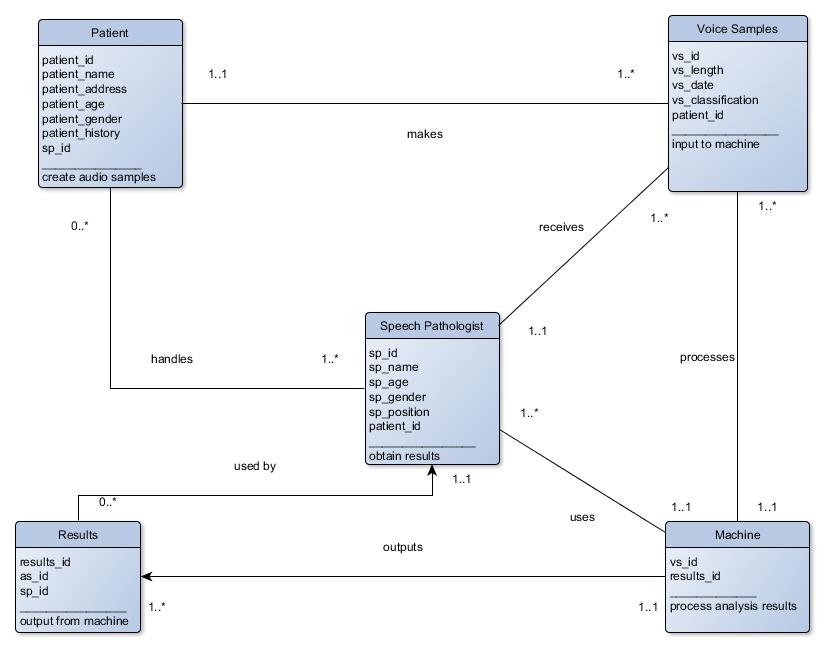 Patient
patient_id
patient_name
patient_address
patient_age
patient_gender
patient_history
sp_id
create audio samples
1..1
1..*
makes
Voice Samples
vs_id
vs_length
vs_date
vs_classification
patient_id
input to machine
0..*
handles
1..*
receives
1..*
1..1
1..*
processes
1..1
Speech Pathologist
sp_id
sp_name
sp_age
sp_gender
sp_position
patient_id
obtain results
1..*
uses
1..1
used by
0..*
1..1
Results
results_id
as_id
sp_id
output from machine
outputs
1..*
1..1
Machine
vs_id
results_id
process analysis results